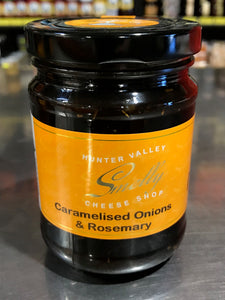 HUNTER VALLEY
Smelly
CHEESE SHOP
Caramelised Onions
& Rosemary